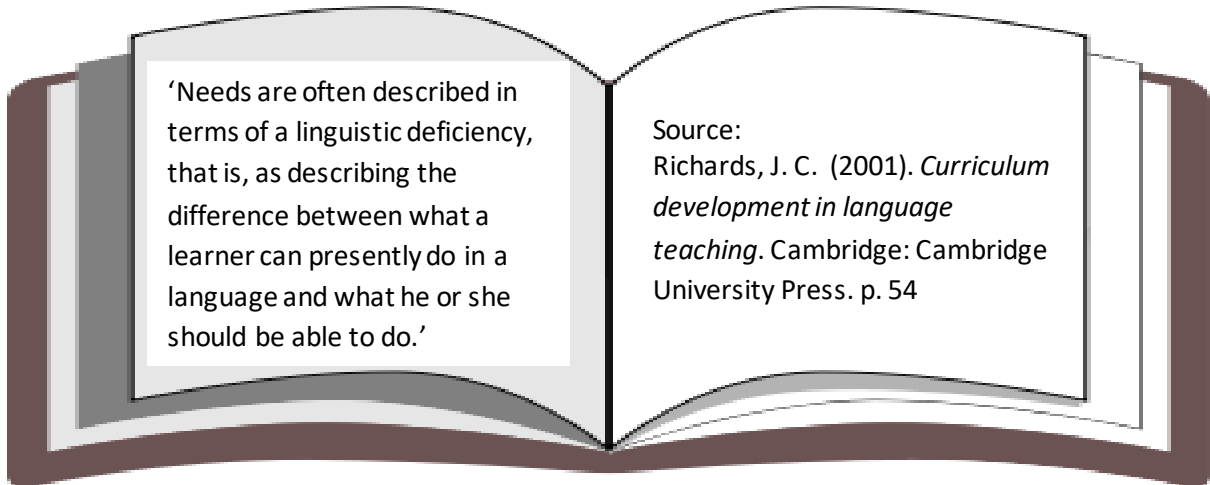 ‘Needs are often described in
terms of a linguistic deficiency,
that is, as describing the
difference between what a
learner can presently do in a
language and what he or she
should be able to do.’
Source:
Richards, J. C. (2001). Curriculum
development in language
teaching. Cambridge: Cambridge
University Press. p. 54